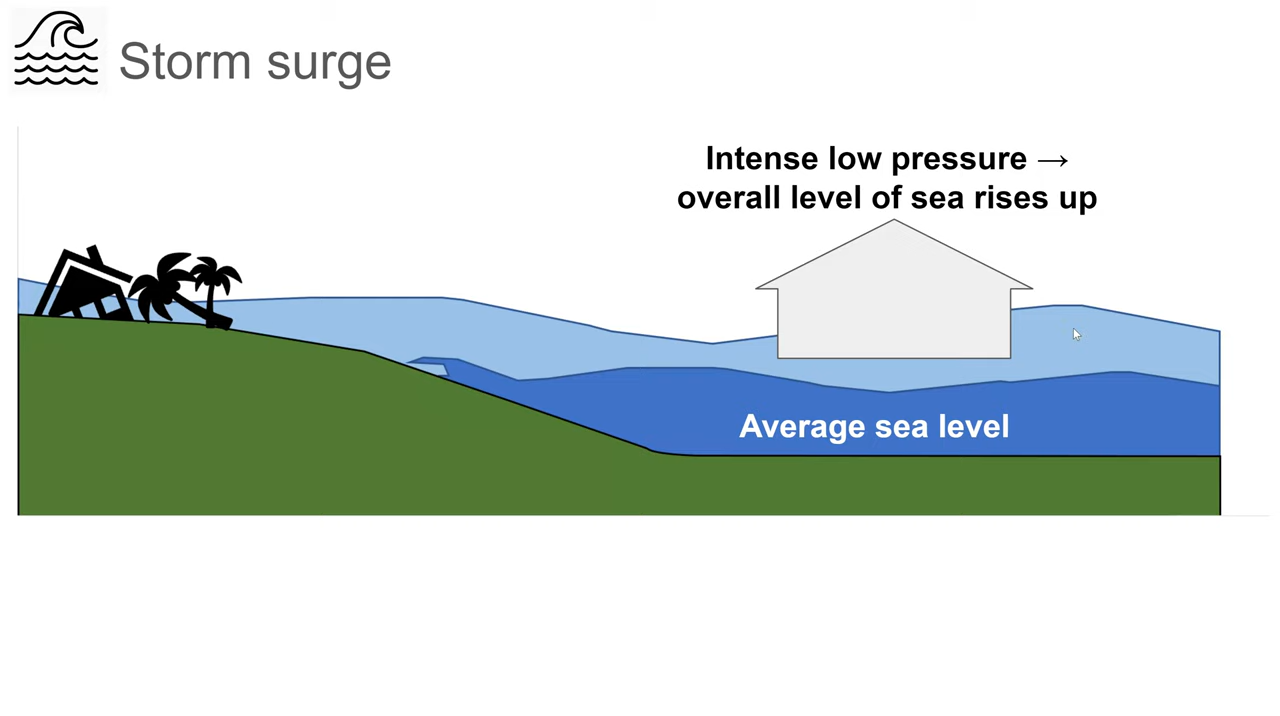 Storm surge
Intense low pressure →
overall level of sea rises up
Average sea level